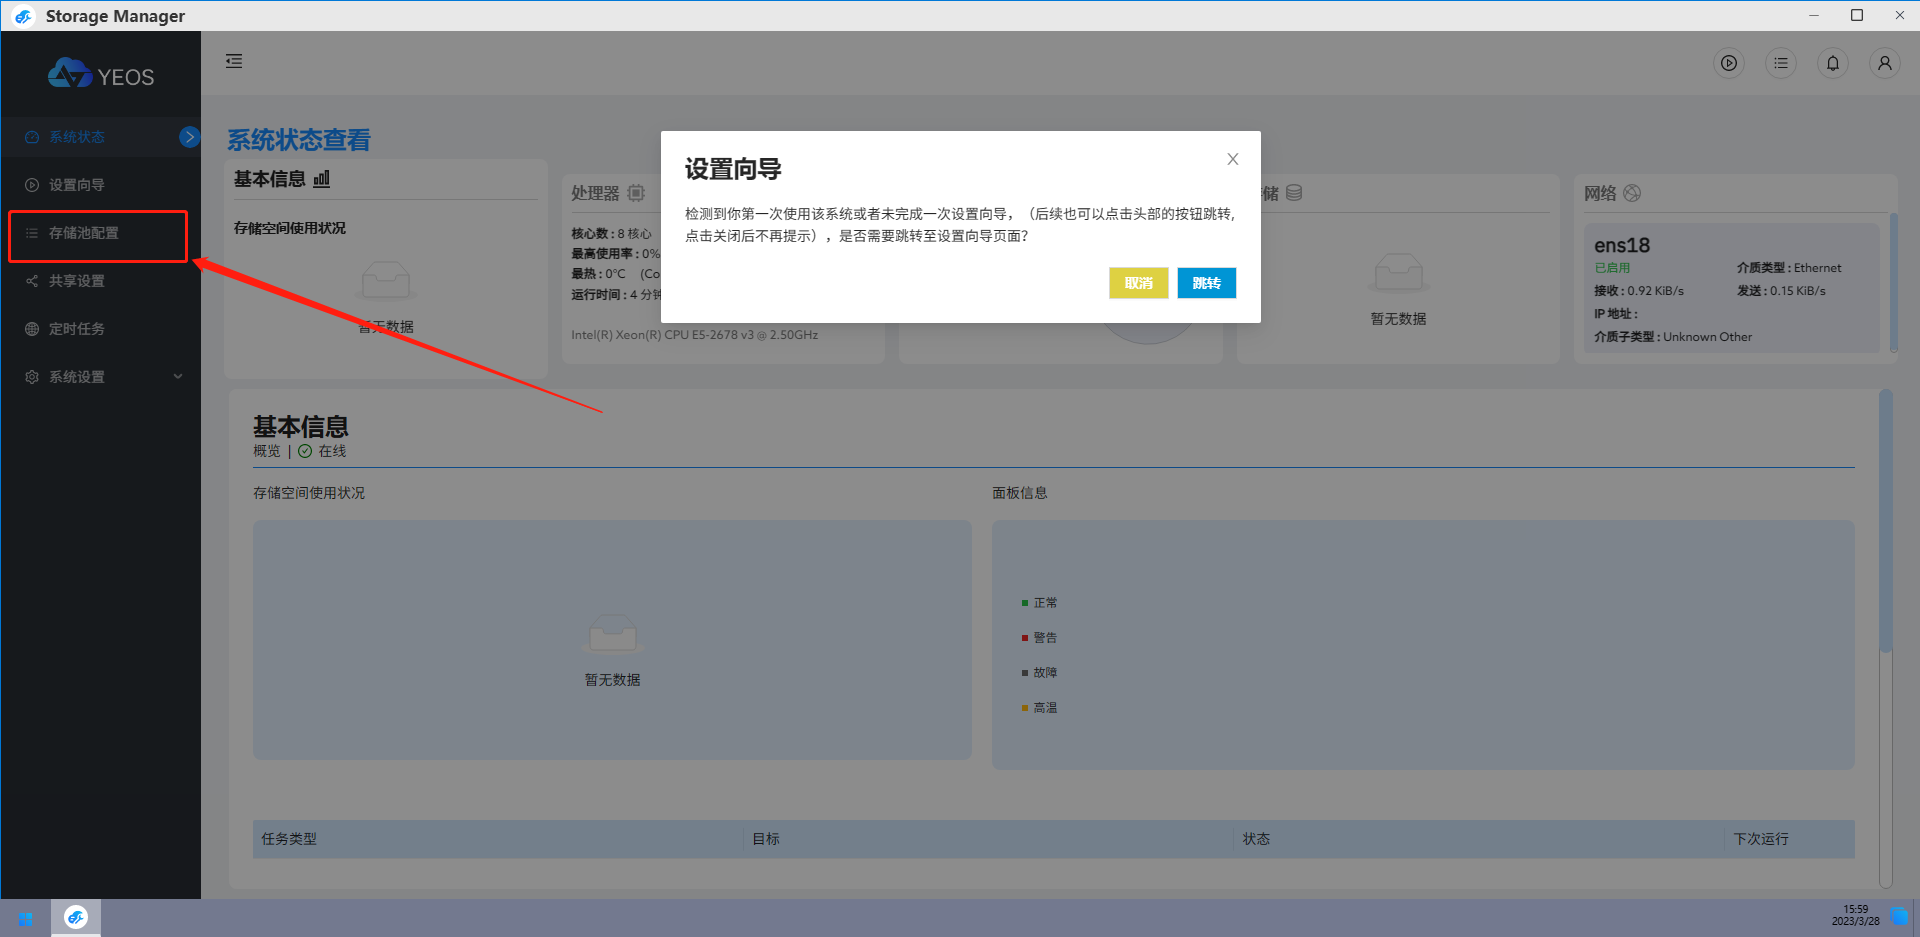 Storage Manager
YEOS
系统状态
设置向导
存储池配置
共享设置
定时任务
系统设置
系统状态查看
基本信息
存储空间使用状况
暂无数据
处理器
核心数 : 8 核心
最高使用率 : 0%
最热 : 0°C (Co
运行时间 : 4 分钟
Intel(R) Xeon(R) CPU E5-2678 v3 @ 2.50GHz
设置向导
检测到你第一次使用该系统或者未完成一次设置向导，（后续也可以点击头部的按钮跳转,
点击关闭后不再提示），是否需要跳转至设置向导页面？
取消
跳转
储
暂无数据
网络
ens18
已启用
介质类型 : Ethernet
接收 : 0.92 KiB/s
发送 : 0.15 KiB/s
IP 地址 :
介质子类型 : Unknown Other
基本信息
概览 | 在线
存储空间使用状况
暂无数据
面板信息
正常
警告
故障
高温
任务类型
目标
状态
下次运行
15:59
2023/3/28